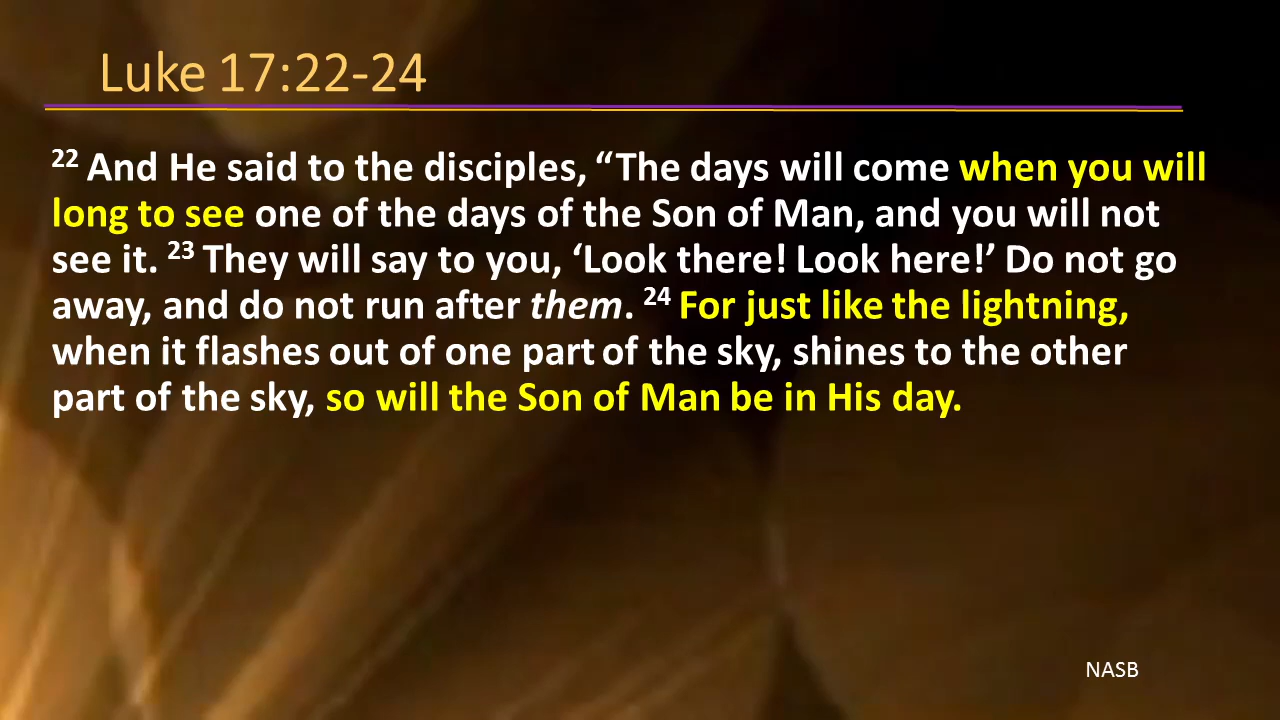 Luke 17:22-24
22 And He said to the disciples, “The days will come when you will
long to see one of the days of the Son of Man, and you will not
see it. 23 They will say to you, ‘Look there! Look here!’ Do not go
away, and do not run after them. 24 For just like the lightning,
when it flashes out of one part of the sky, shines to the other
part of the sky, so will the Son of Man be in His day.
NASB